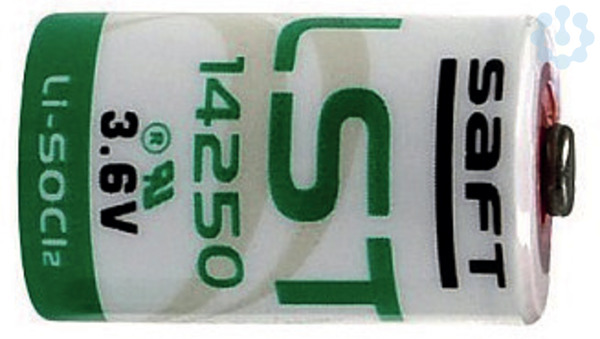 saft
LST
14250
3.6V
Li-SOCl₂